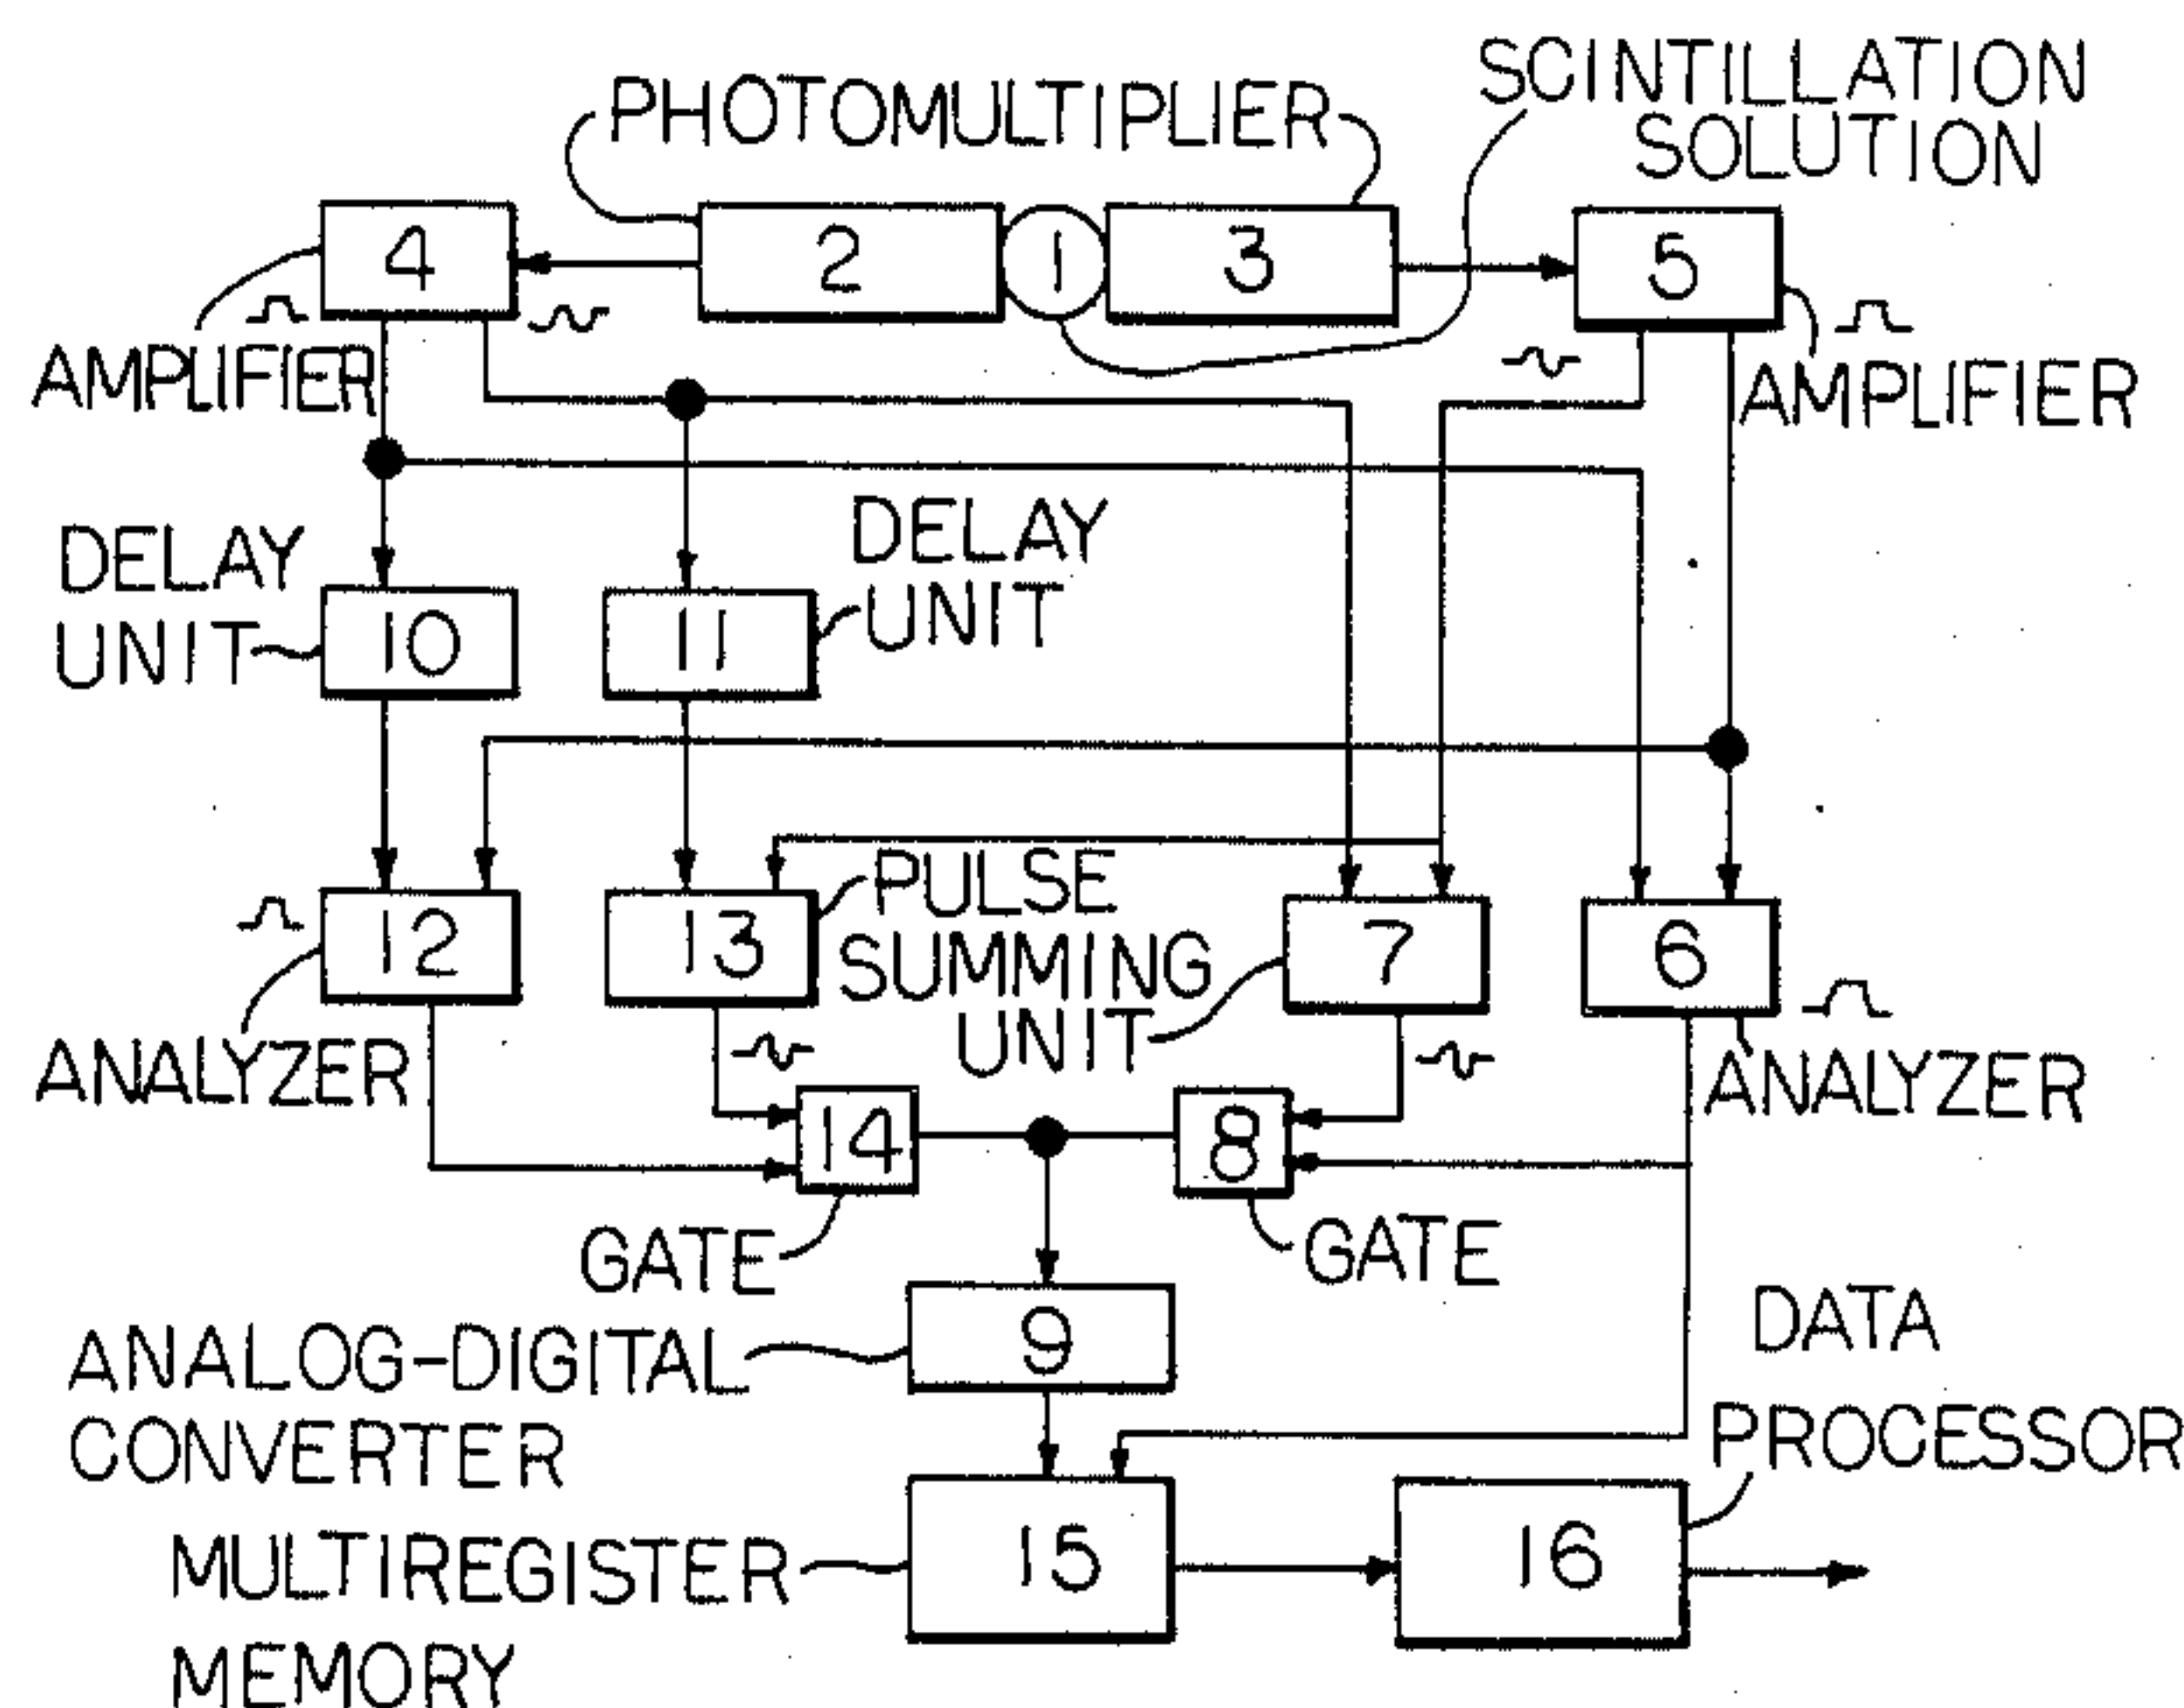 SCINTILLATION
SOLUTION
PHOTOMULTIPLIER
4
2
1
3
5
AMPLIFIER
AMPLIFIER
DELAY
UNIT
10
11
DELAY
UNIT
12
13
PULSE
SUMMING
UNIT
7
6
ANALYZER
ANALYZER
14
8
GATE
GATE
9
ANALOG-DIGITAL
CONVERTER
DATA
PROCESSOR
15
16
MULTIREGISTER
MEMORY